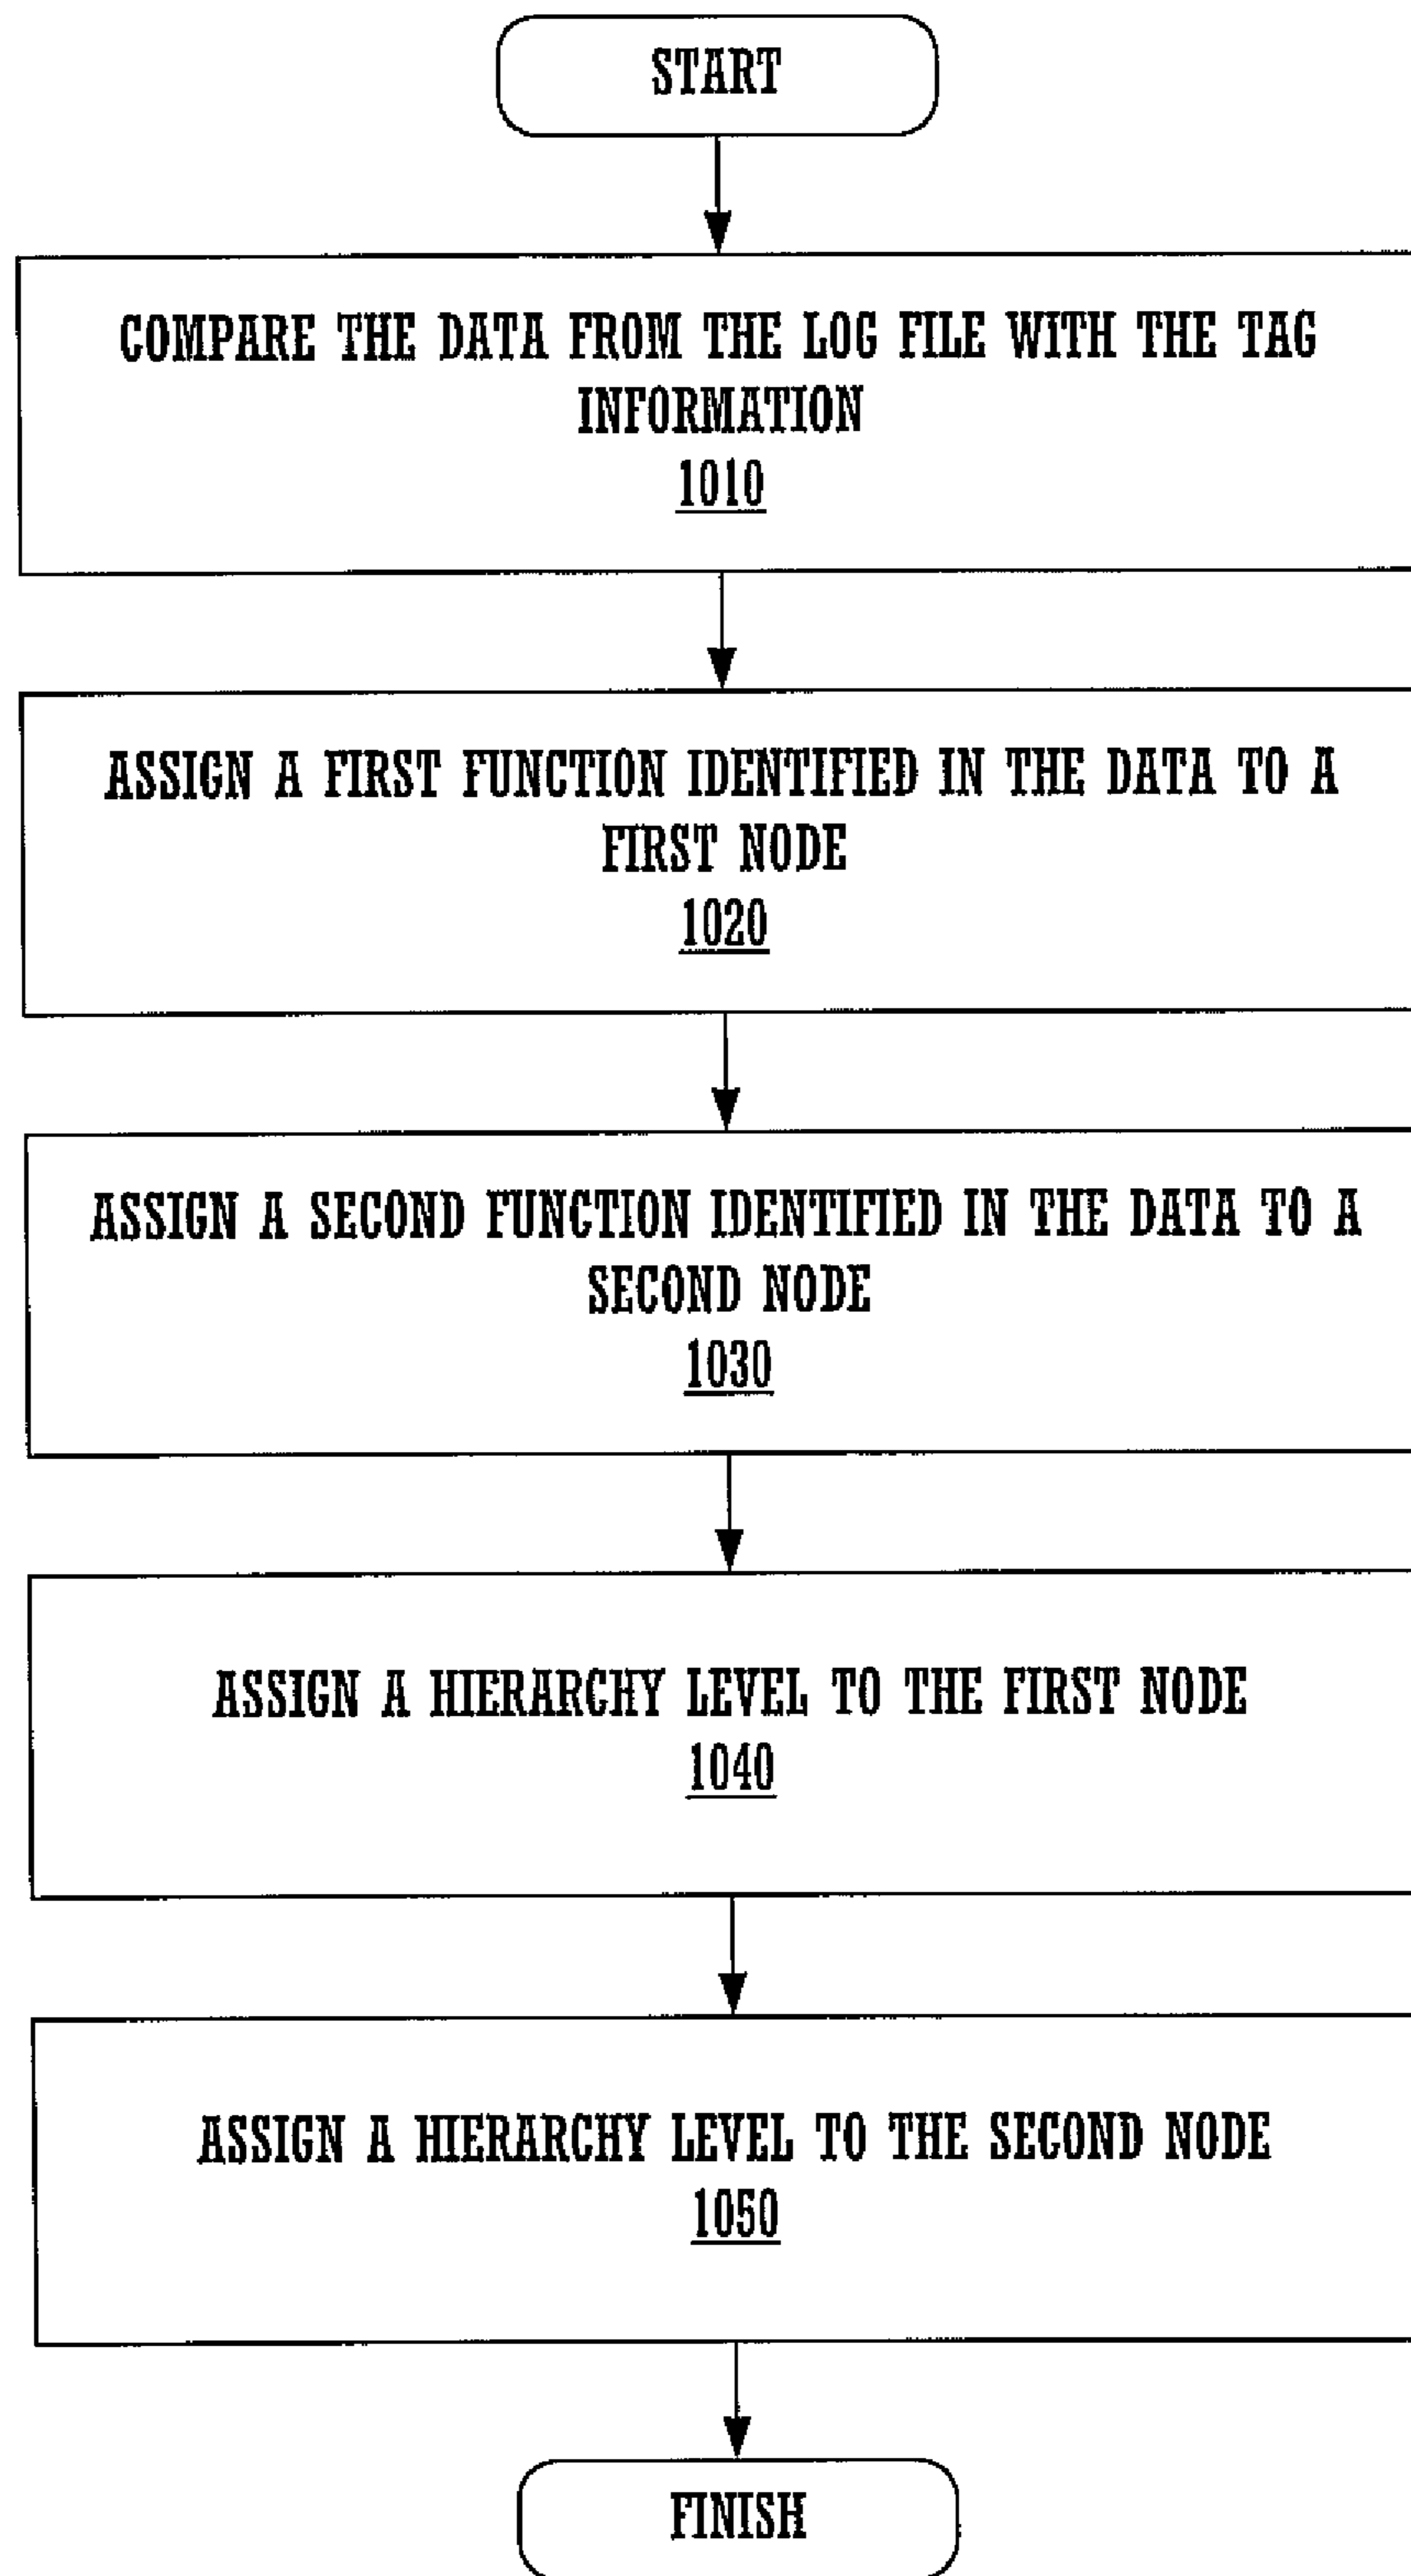 START
COMPARE THE DATA FROM THE LOG FILE WITH THE TAG
INFORMATION
1010
ASSIGN A FIRST FUNCTION IDENTIFIED IN THE DATA TO A
FIRST NODE
1020
ASSIGN A SECOND FUNCTION IDENTIFIED IN THE DATA TO A
SECOND NODE
1030
ASSIGN A HIERARCHY LEVEL TO THE FIRST NODE
1040
ASSIGN A HIERARCHY LEVEL TO THE SECOND NODE
1050
FINISH